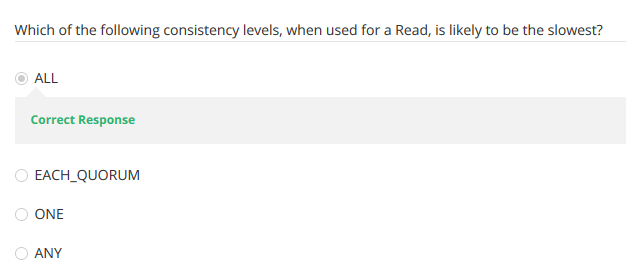 Which of the following consistency levels, when used for a Read, is likely to be the slowest?
ALL
Correct Response
EACH_QUORUM
ONE
ANY